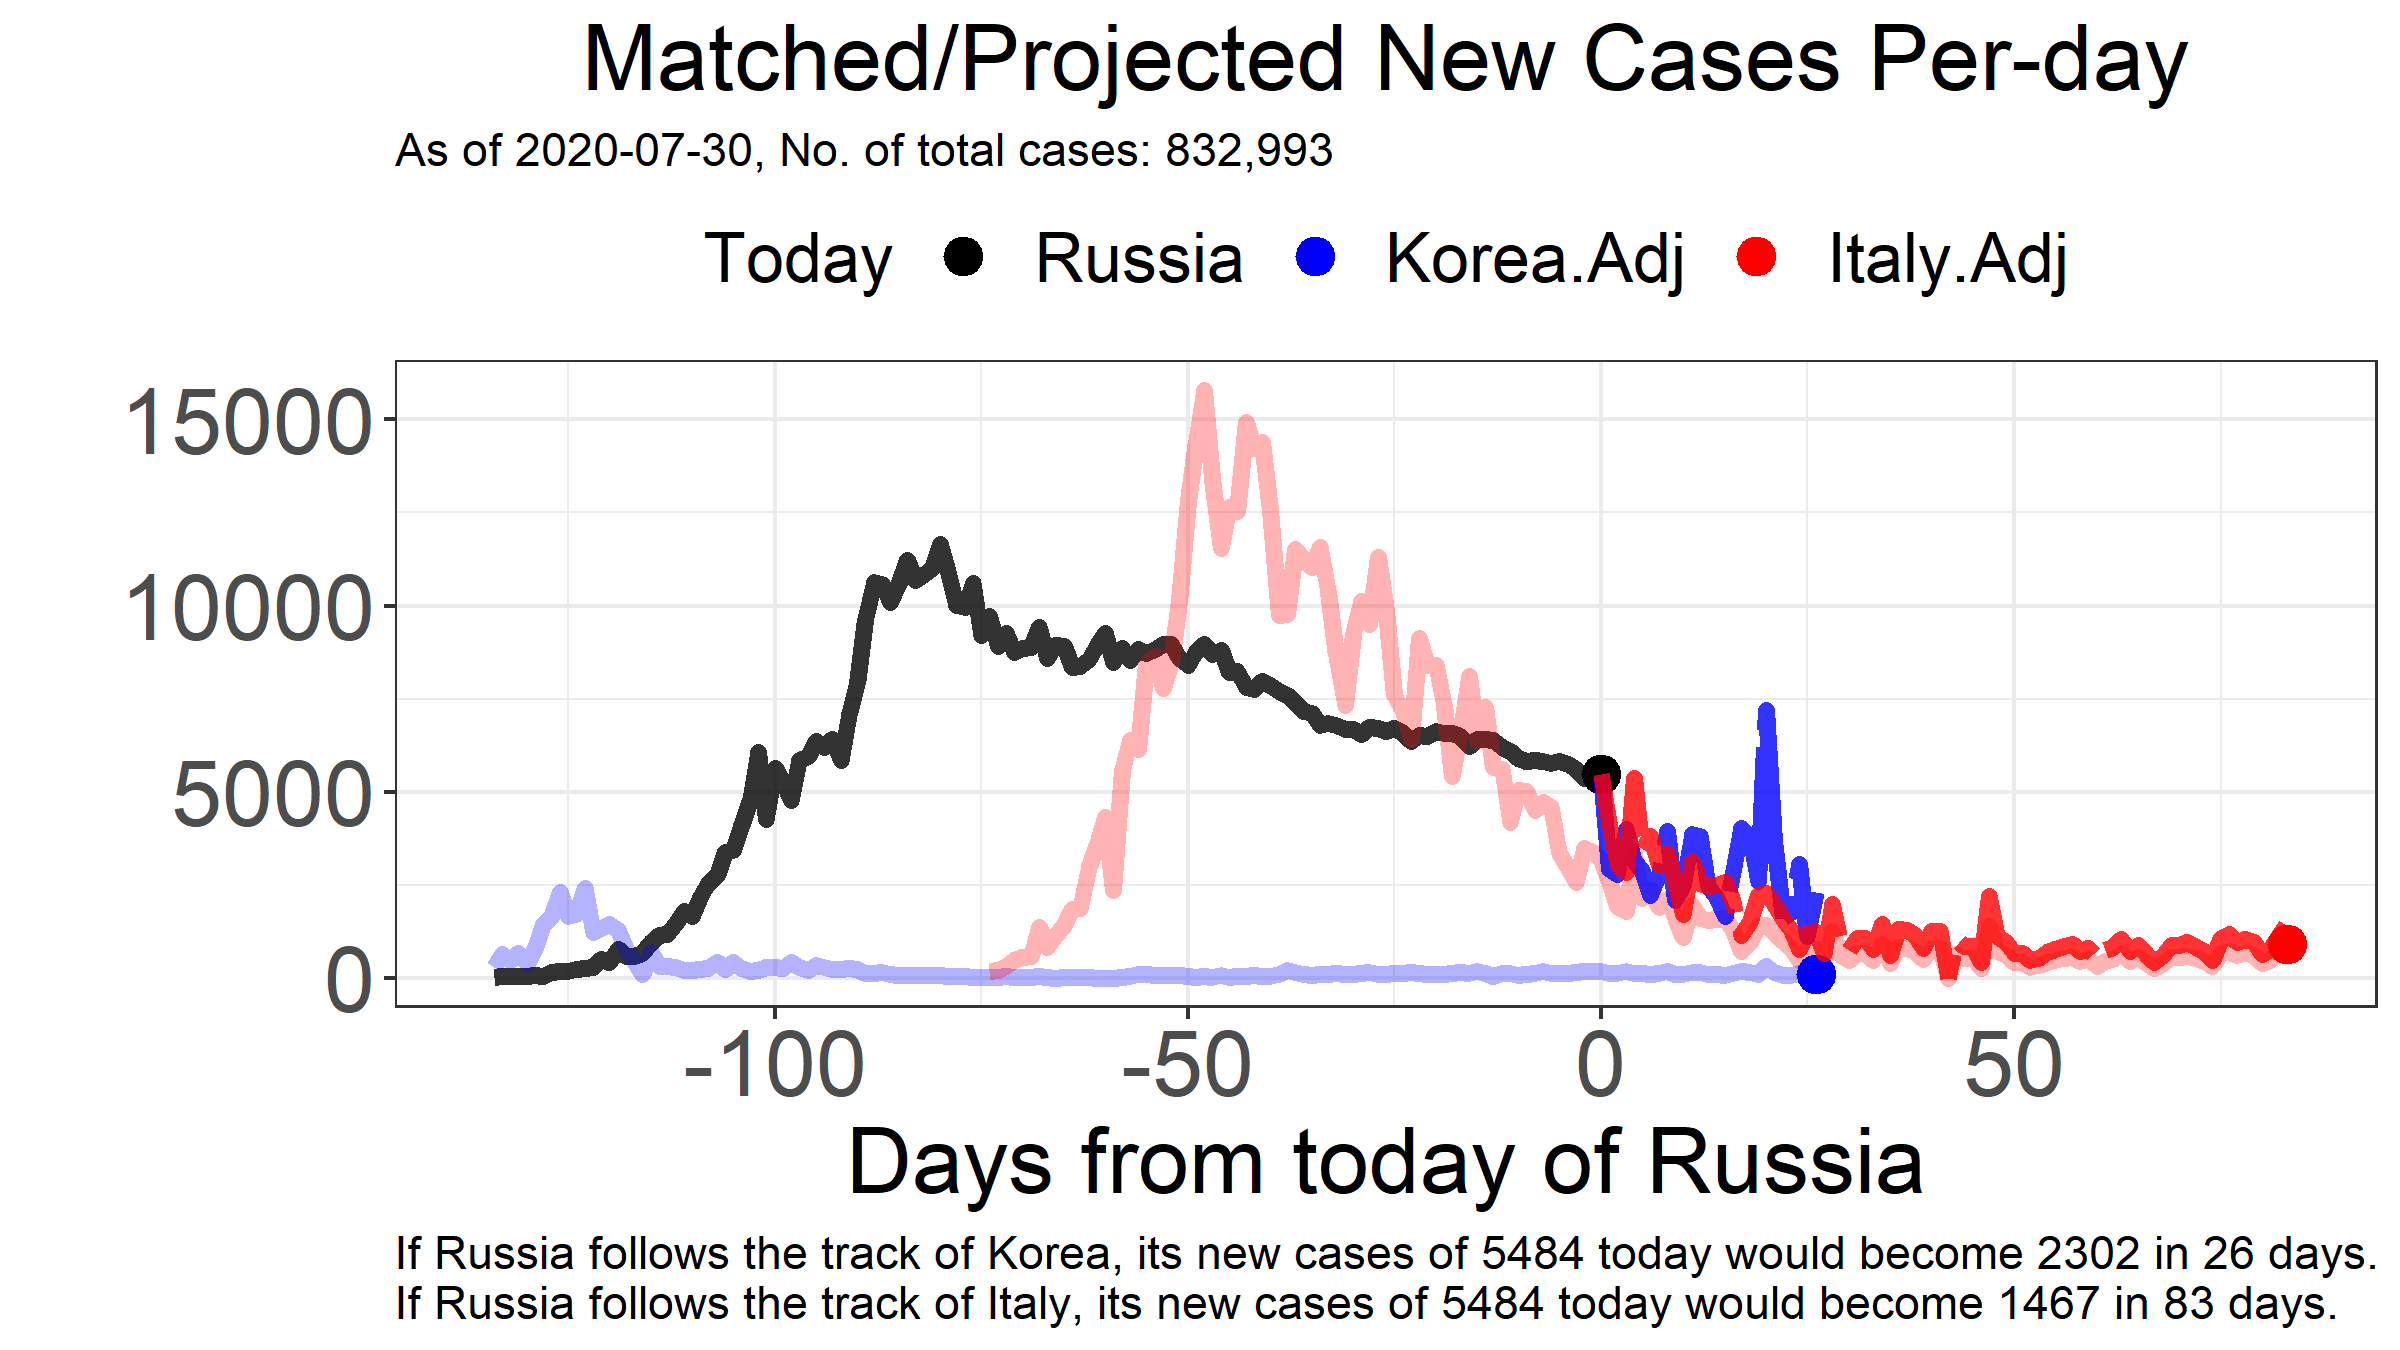 Matched/Projected New Cases Per-day
As of 2020-07-30, No. of total cases: 832,993
Today Russia Korea.Adj Italy.Adj
15000
10000
5000
0
-100 -50 0 50
Days from today of Russia
If Russia follows the track of Korea, its new cases of 5484 today would become 2302 in 26 days.
If Russia follows the track of Italy, its new cases of 5484 today would become 1467 in 83 days.